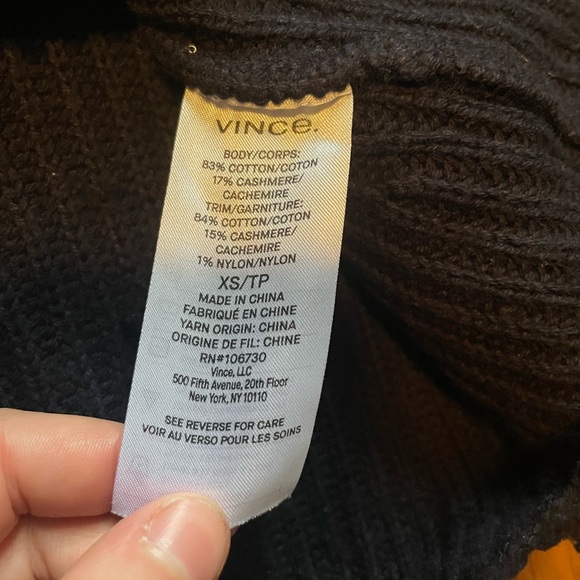 VINCe.
BODY/CORPS:
83% COTTON/COTON
17% CASHMERE/
CACHEMIRE
TRIM/GARNITURE:
84% COTTON/COTON
15% CASHMERE/
CACHEMIRE
1% NYLON/NYLON
XS/TP
MADE IN CHINA
FABRIQUÉ EN CHINE
YARN ORIGIN: CHINA
ORIGINE DE FIL: CHINE
RN#106730
Vince, LLC
500 Fifth Avenue, 20th Floor
New York, NY 10110
SEE REVERSE FOR CARE
VOIR AU VERSO POUR LES SOINS